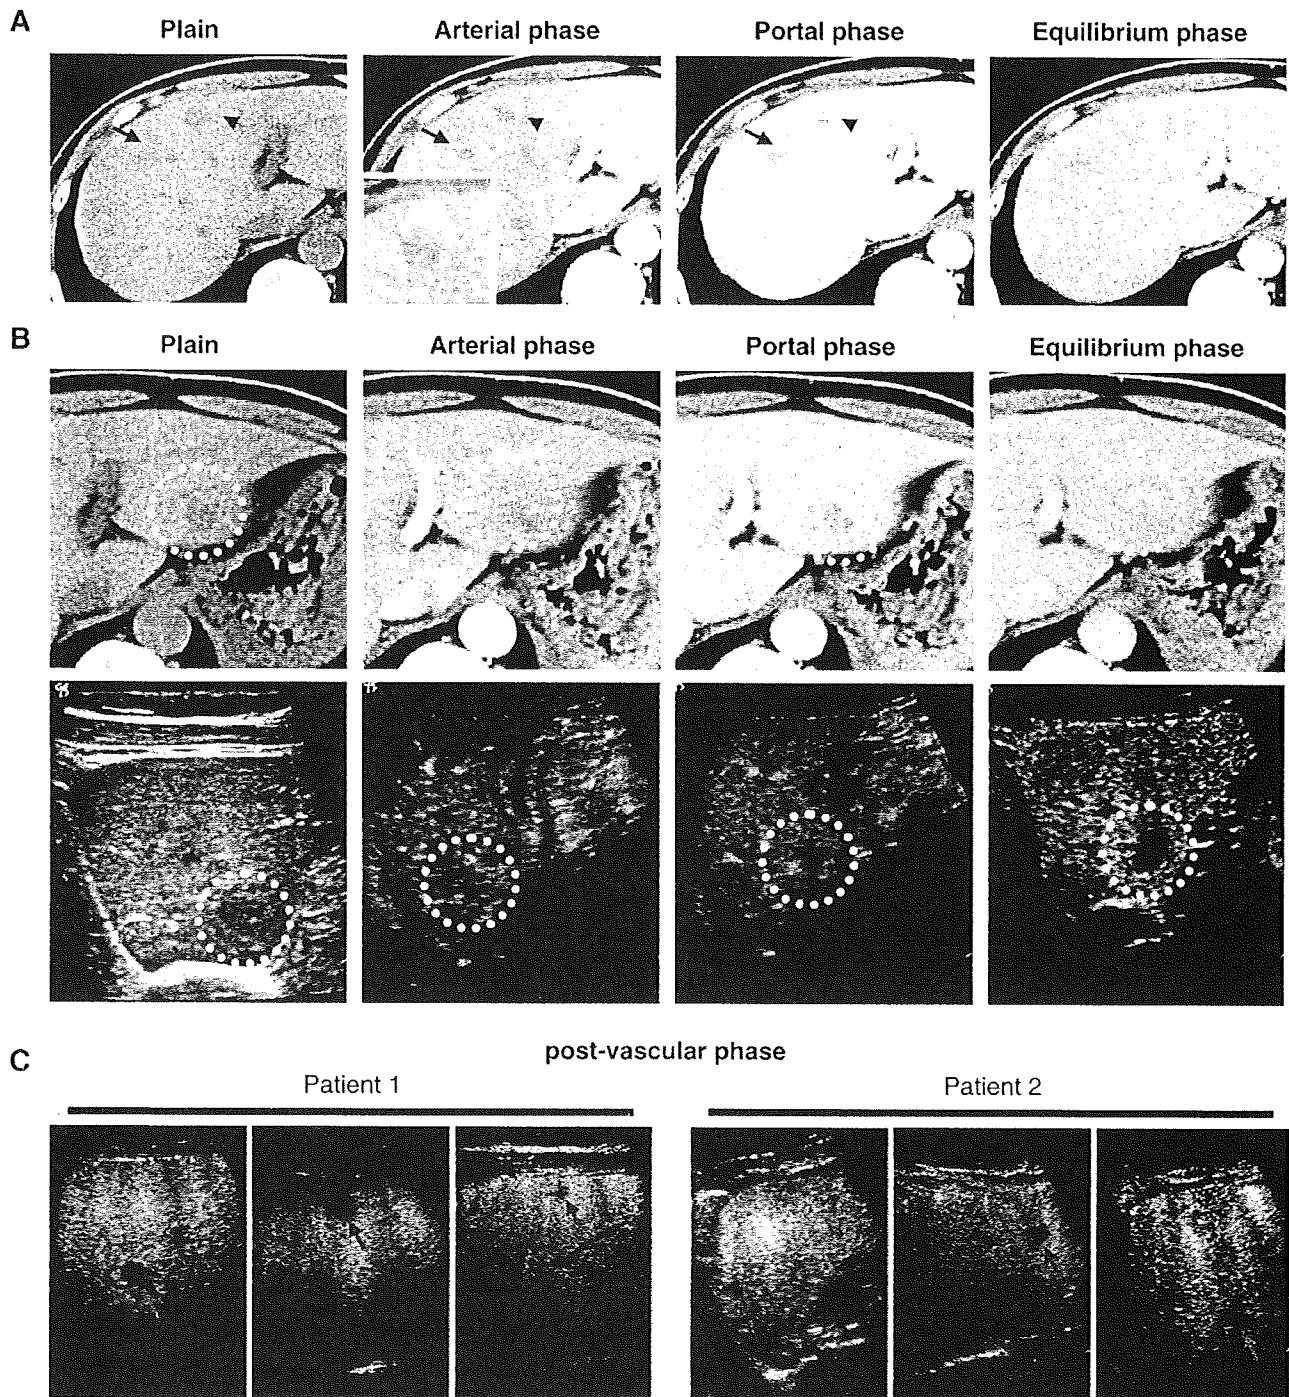 A
Plain Arterial phase Portal phase Equilibrium phase
B
Plain Arterial phase Portal phase Equilibrium phase
C
post-vascular phase
Patient 1 Patient 2